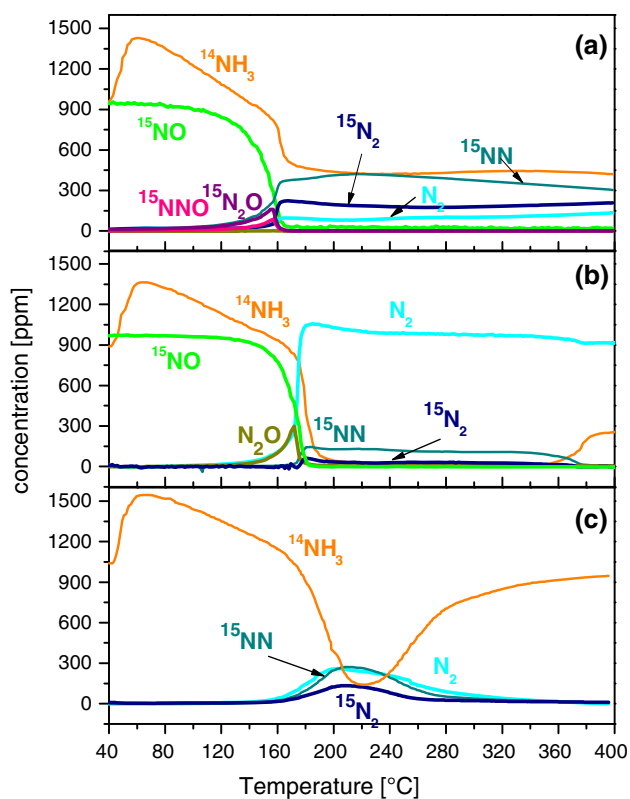 (a)
1500
1200
900
600
300
0
¹⁴NH₃
¹⁵NO
¹⁵N₂
¹⁵NN
¹⁵NNO
¹⁵N₂O
N₂
(b)
1500
1200
900
600
300
0
¹⁴NH₃
N₂
¹⁵NO
N₂O
¹⁵NN
¹⁵N₂
concentration [ppm]
(c)
1500
1200
900
600
300
0
¹⁴NH₃
¹⁵NN
N₂
¹⁵N₂
40 80 120 160 200 240 280 320 360 400
Temperature [°C]